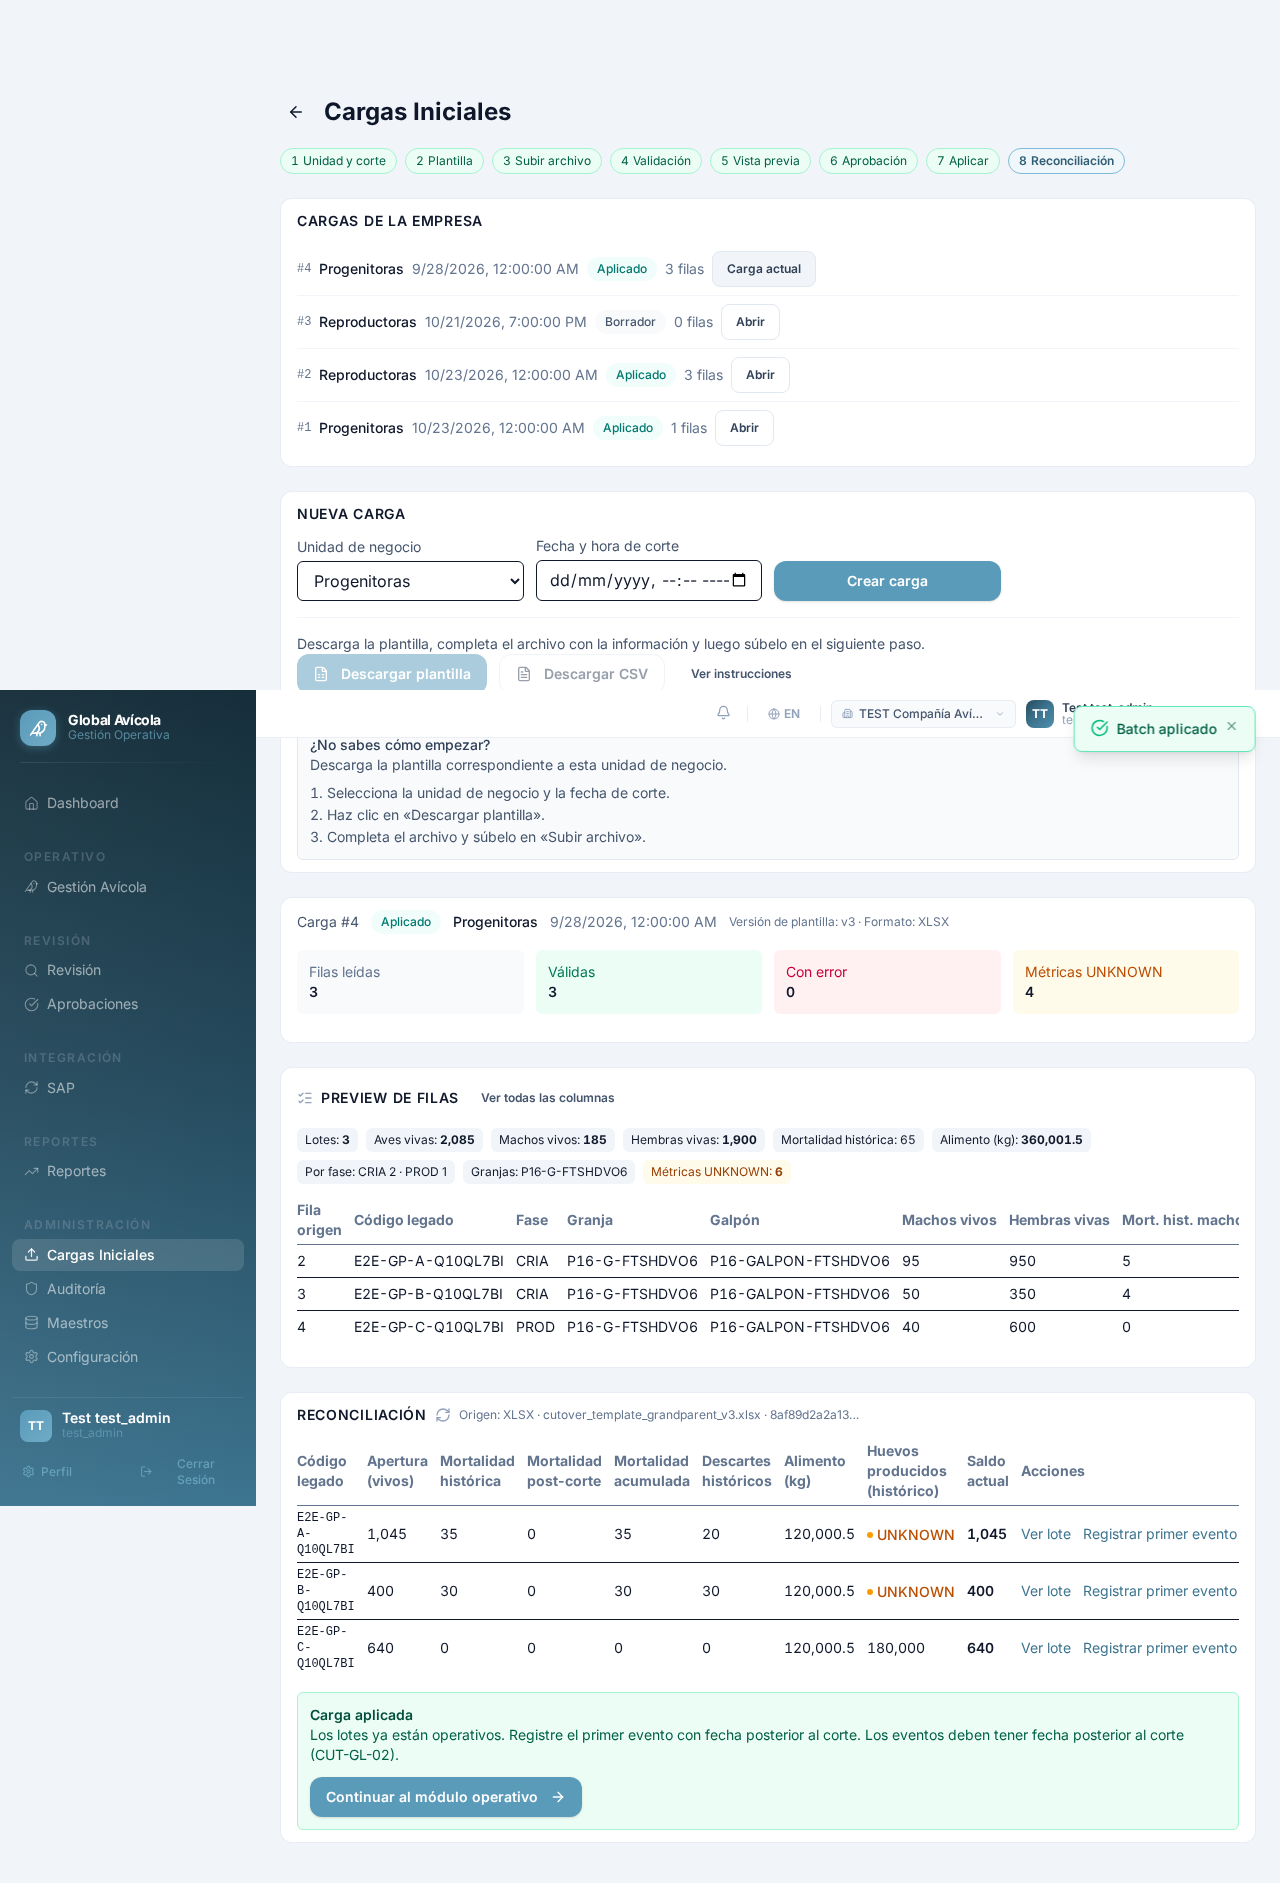 Cargas Iniciales
1 Unidad y corte
2 Plantilla
3 Subir archivo
4 Validación
5 Vista previa
6 Aprobación
7 Aplicar
8 Reconciliación
CARGAS DE LA EMPRESA
#4 Progenitoras 9/28/2026, 12:00:00 AM Aplicado 3 filas Carga actual
#3 Reproductoras 10/21/2026, 7:00:00 PM Borrador 0 filas Abrir
#2 Reproductoras 10/23/2026, 12:00:00 AM Aplicado 3 filas Abrir
#1 Progenitoras 10/23/2026, 12:00:00 AM Aplicado 1 filas Abrir
NUEVA CARGA
Unidad de negocio
Fecha y hora de corte
Progenitoras
dd/mm/yyyy, --:-- ----
Crear carga
Descarga la plantilla, completa el archivo con la información y luego súbelo en el siguiente paso.
Descargar plantilla
Descargar CSV
Ver instrucciones
Global Avícola
Gestión Operativa
EN
TEST Compañía Aví...
TT
Batch aplicado
¿No sabes cómo empezar?
Descarga la plantilla correspondiente a esta unidad de negocio.
1. Selecciona la unidad de negocio y la fecha de corte.
2. Haz clic en «Descargar plantilla».
3. Completa el archivo y súbelo en «Subir archivo».
Dashboard
OPERATIVO
Gestión Avícola
REVISIÓN
Revisión
Aprobaciones
INTEGRACIÓN
SAP
REPORTES
Reportes
ADMINISTRACIÓN
Cargas Iniciales
Auditoría
Maestros
Configuración
TT
Test test_admin
test_admin
Perfil
Cerrar
Sesión
Carga #4 Aplicado Progenitoras 9/28/2026, 12:00:00 AM Versión de plantilla: v3 · Formato: XLSX
Filas leídas
3
Válidas
3
Con error
0
Métricas UNKNOWN
4
PREVIEW DE FILAS
Ver todas las columnas
Lotes: 3
Aves vivas: 2,085
Machos vivos: 185
Hembras vivas: 1,900
Mortalidad histórica: 65
Alimento (kg): 360,001.5
Por fase: CRIA 2 · PROD 1
Granjas: P16-G-FTSHDVO6
Métricas UNKNOWN: 6
Fila origen Código legado Fase Granja Galpón Machos vivos Hembras vivas Mort. hist. macho
2 E2E-GP-A-Q10QL7BI CRIA P16-G-FTSHDVO6 P16-GALPON-FTSHDVO6 95 950 5
3 E2E-GP-B-Q10QL7BI CRIA P16-G-FTSHDVO6 P16-GALPON-FTSHDVO6 50 350 4
4 E2E-GP-C-Q10QL7BI PROD P16-G-FTSHDVO6 P16-GALPON-FTSHDVO6 40 600 0
RECONCILIACIÓN
Origen: XLSX · cutover_template_grandparent_v3.xlsx · 8af89d2a2a13...
Código legado Apertura (vivos) Mortalidad histórica Mortalidad post-corte Mortalidad acumulada Descartes históricos Alimento (kg) Huevos producidos (histórico) Saldo actual Acciones
E2E-GP-A-Q10QL7BI 1,045 35 0 35 20 120,000.5 UNKNOWN 1,045 Ver lote Registrar primer evento
E2E-GP-B-Q10QL7BI 400 30 0 30 30 120,000.5 UNKNOWN 400 Ver lote Registrar primer evento
E2E-GP-C-Q10QL7BI 640 0 0 0 0 120,000.5 180,000 640 Ver lote Registrar primer evento
Carga aplicada
Los lotes ya están operativos. Registre el primer evento con fecha posterior al corte. Los eventos deben tener fecha posterior al corte
(CUT-GL-02).
Continuar al módulo operativo